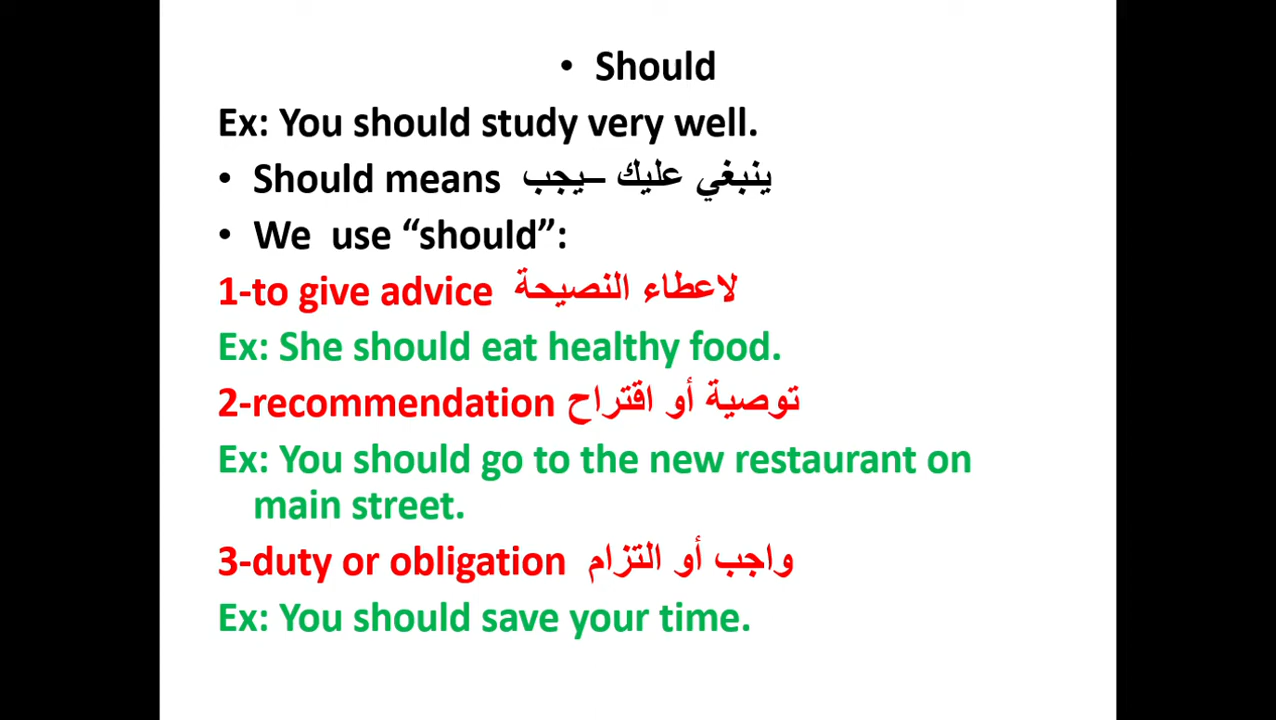 • Should
Ex: You should study very well.
• Should means ينبغي عليك – يجب
• We use “should”:
1-to give advice لاعطاء النصيحة
Ex: She should eat healthy food.
2-recommendation توصية أو اقتراح
Ex: You should go to the new restaurant on
main street.
3-duty or obligation واجب أو التزام
Ex: You should save your time.